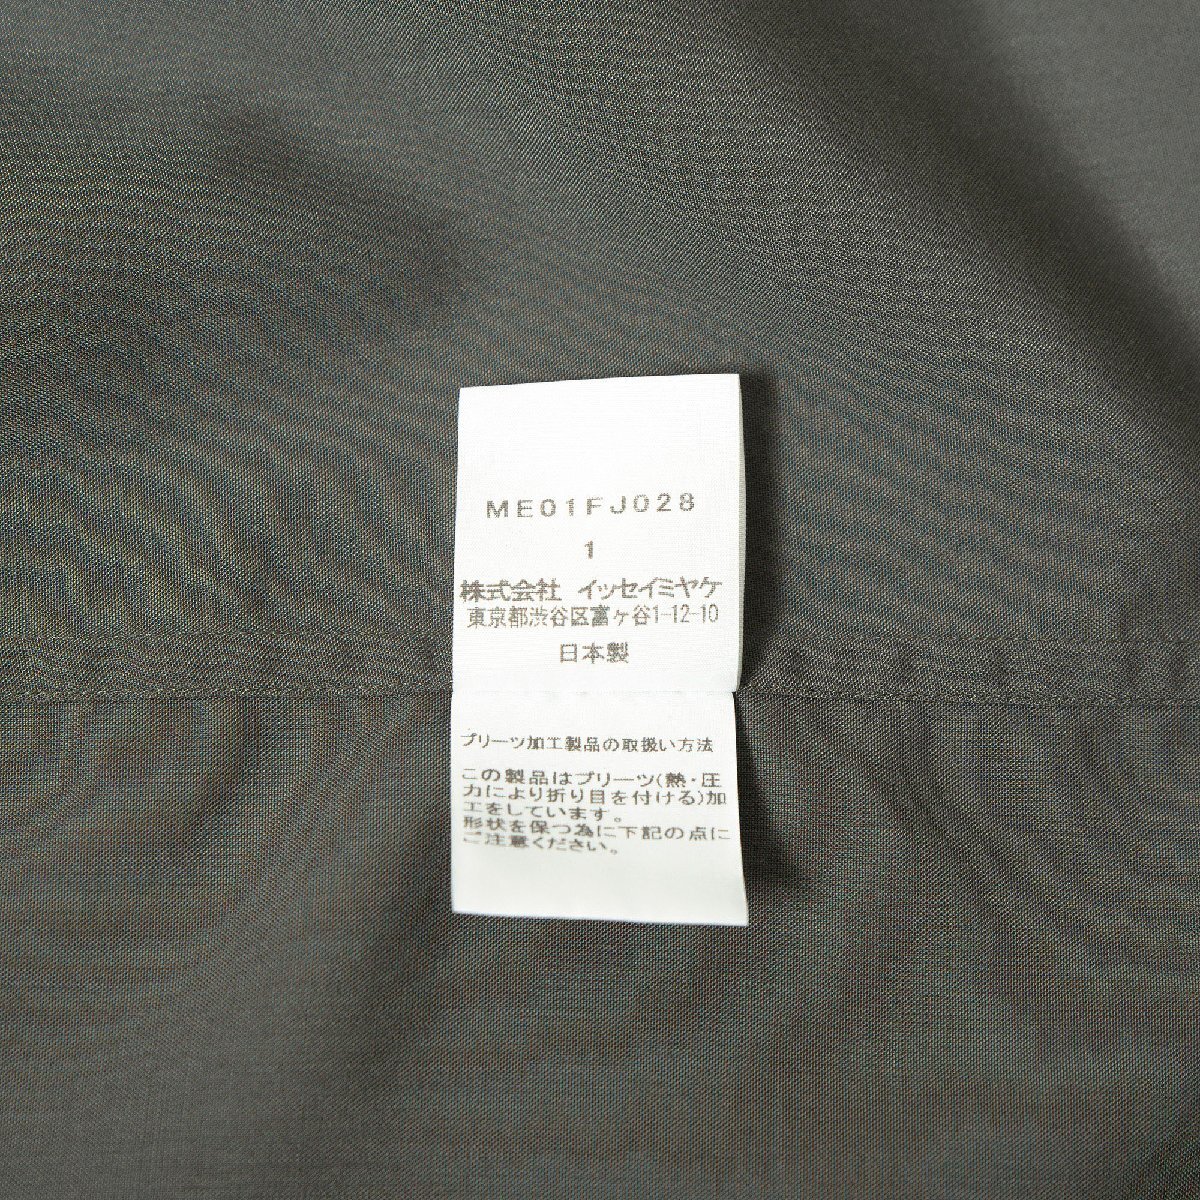 ME01FJ028
1
株式会社 イッセイミヤケ
東京都渋谷区富ヶ谷1-12-10
日本製
プリーツ加工製品の取扱い方法
この製品はプリーツ(熱・圧
力により折り目を付ける)加
工をしています。
形状を保つ為に下記の点に
ご注意ください。